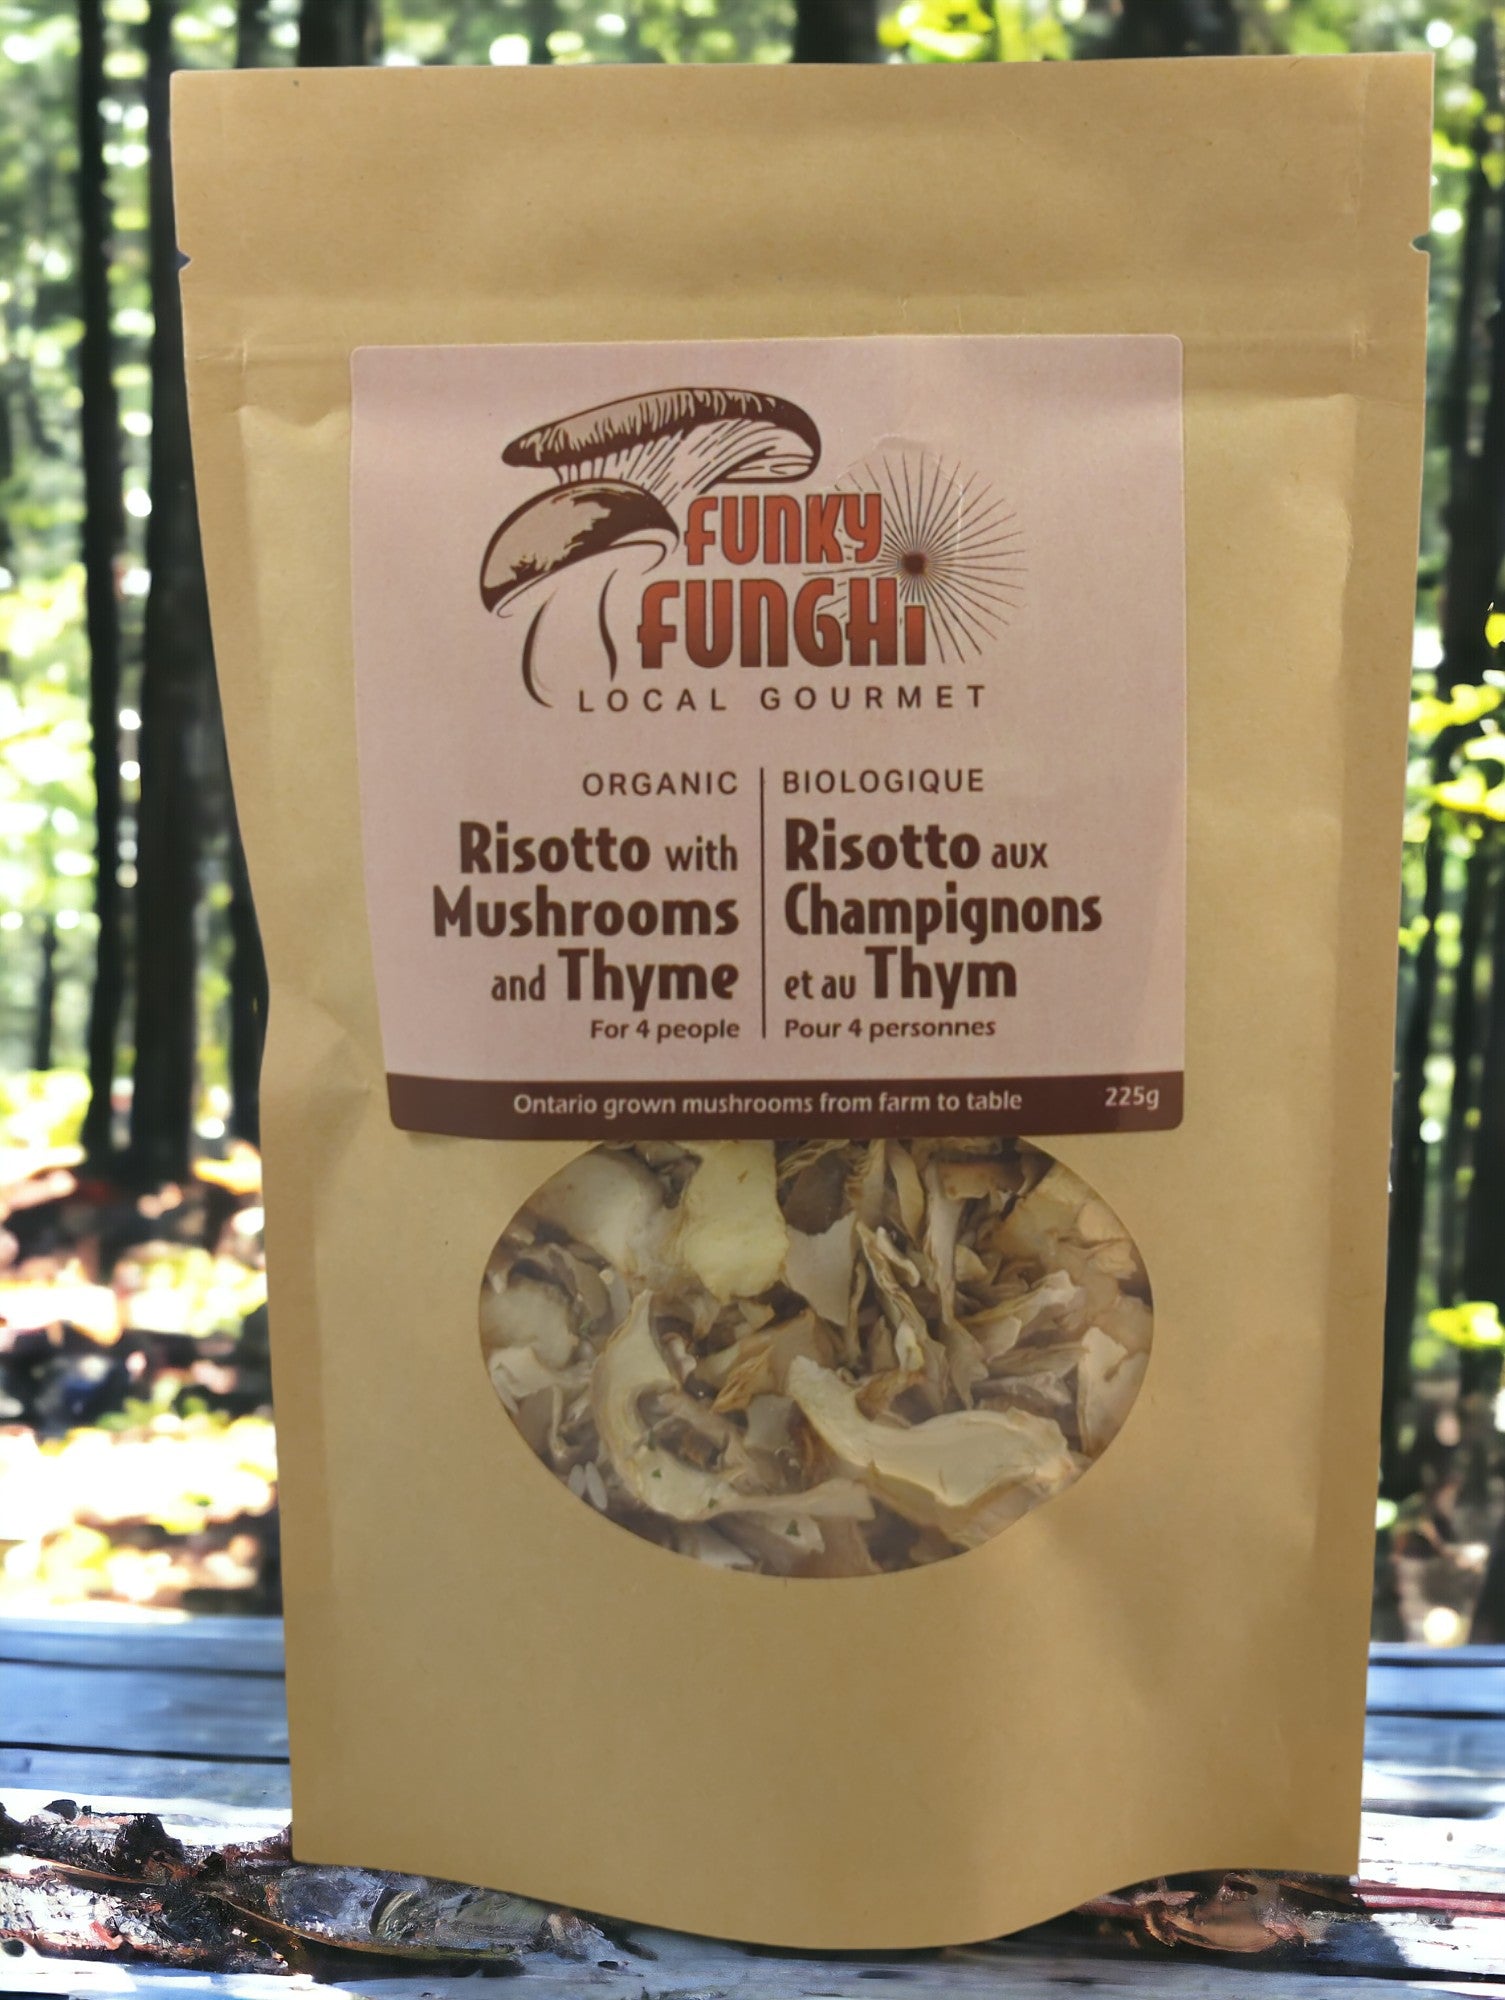 FUNKY
FUNGHi
LOCAL GOURMET
ORGANIC
Risotto with
Mushrooms
and Thyme
For 4 people
BIOLOGIQUE
Risotto aux
Champignons
et au Thym
Pour 4 personnes
Ontario grown mushrooms from farm to table
225g